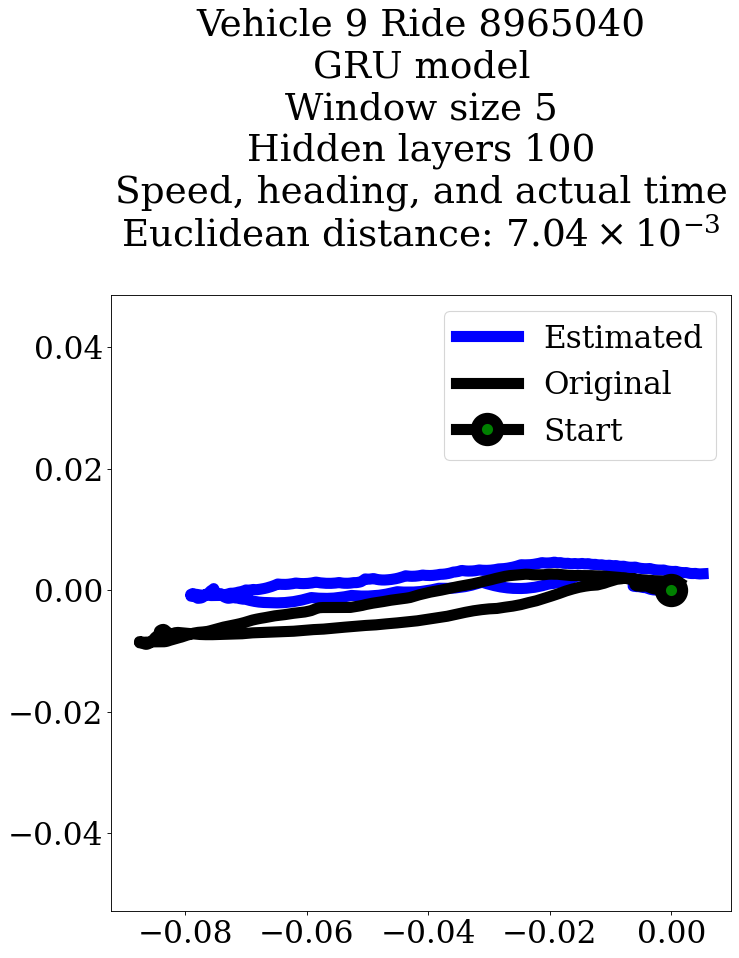 Vehicle 9 Ride 8965040
GRU model
Window size 5
Hidden layers 100
Speed, heading, and actual time
Euclidean distance: 7.04 × 10⁻³
Estimated
Original
Start
0.04
0.02
0.00
−0.02
−0.04
−0.08 −0.06 −0.04 −0.02 0.00